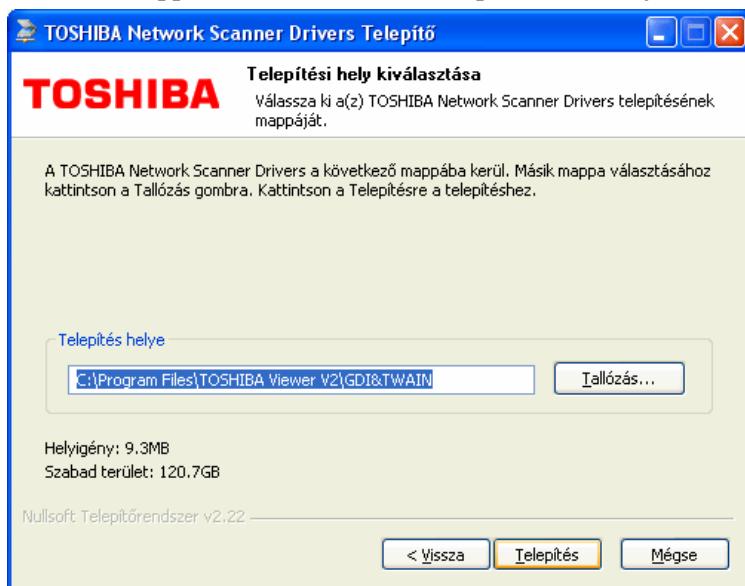 TOSHIBA Network Scanner Drivers Telepítő
TOSHIBA
Telepítési hely kiválasztása
Válassza ki a(z) TOSHIBA Network Scanner Drivers telepítésének
mappáját.
A TOSHIBA Network Scanner Drivers a következő mappába kerül. Másik mappa választásához
kattintson a Tallózás gombra. Kattintson a Telepítésre a telepítéshez.
Telepítés helye
C:\Program Files\TOSHIBA Viewer V2\GDI&TWAIN
Tallózás...
Helyigény: 9.3MB
Szabad terület: 120.7GB
Nullsoft Telepítőrendszer v2.22
< Vissza
Telepítés
Mégse